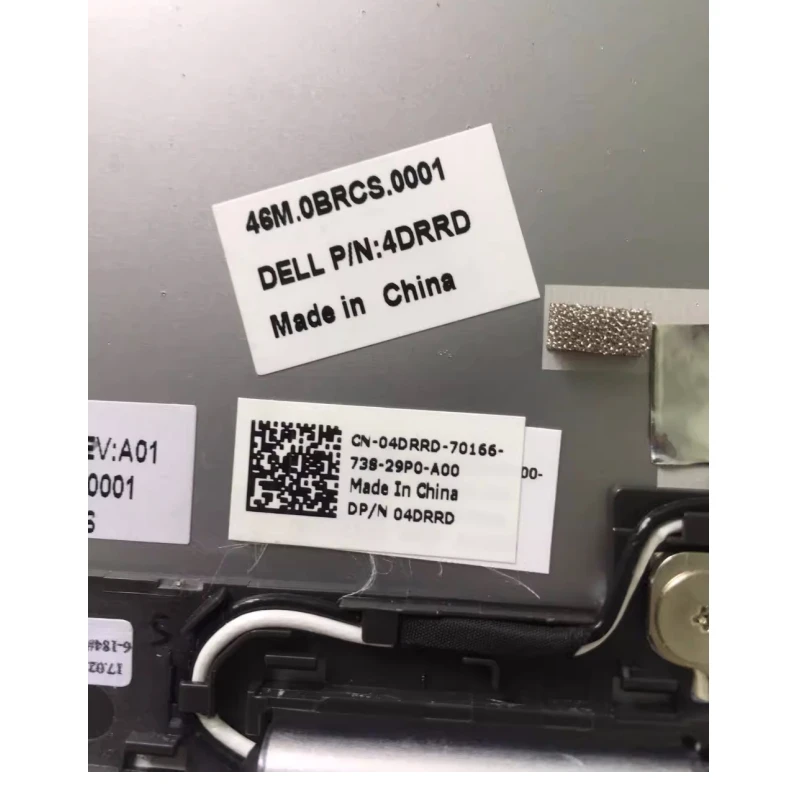 46M.0BRCS.0001
DELL P/N:4DRRD
Made in China
EV:A01
0001
S
CN-04DRRD-70166-
738-29P0-A00
Made In China
DP/N 04DRRD
00-
S